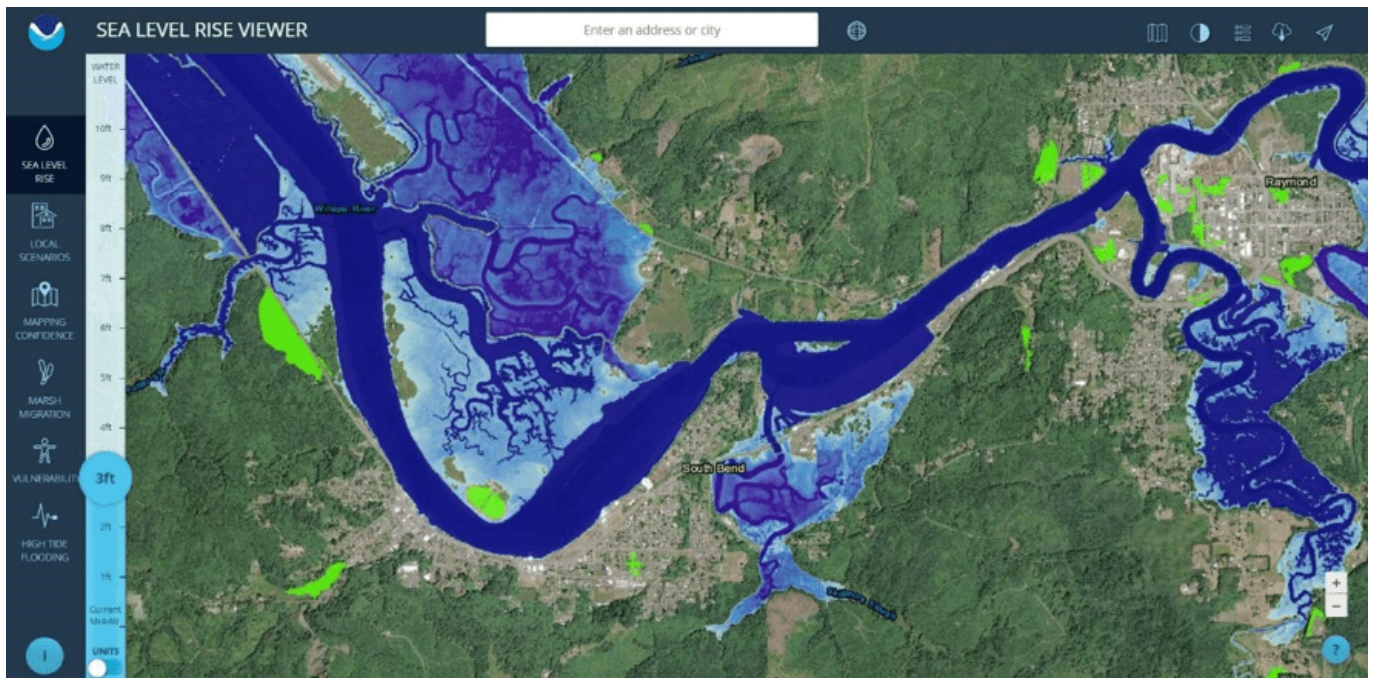 SEA LEVEL RISE VIEWER
Enter an address or city
WATER
LEVEL
10ft
9ft
8ft
7ft
6ft
5ft
4ft
3ft
2ft
1ft
Current
MHHW
UNITS
SEA LEVEL
RISE
LOCAL
SCENARIOS
MAPPING
CONFIDENCE
MARSH
MIGRATION
VULNERABILITY
HIGH TIDE
FLOODING
i
Willapa River
Raymond
South Bend
+
−
?